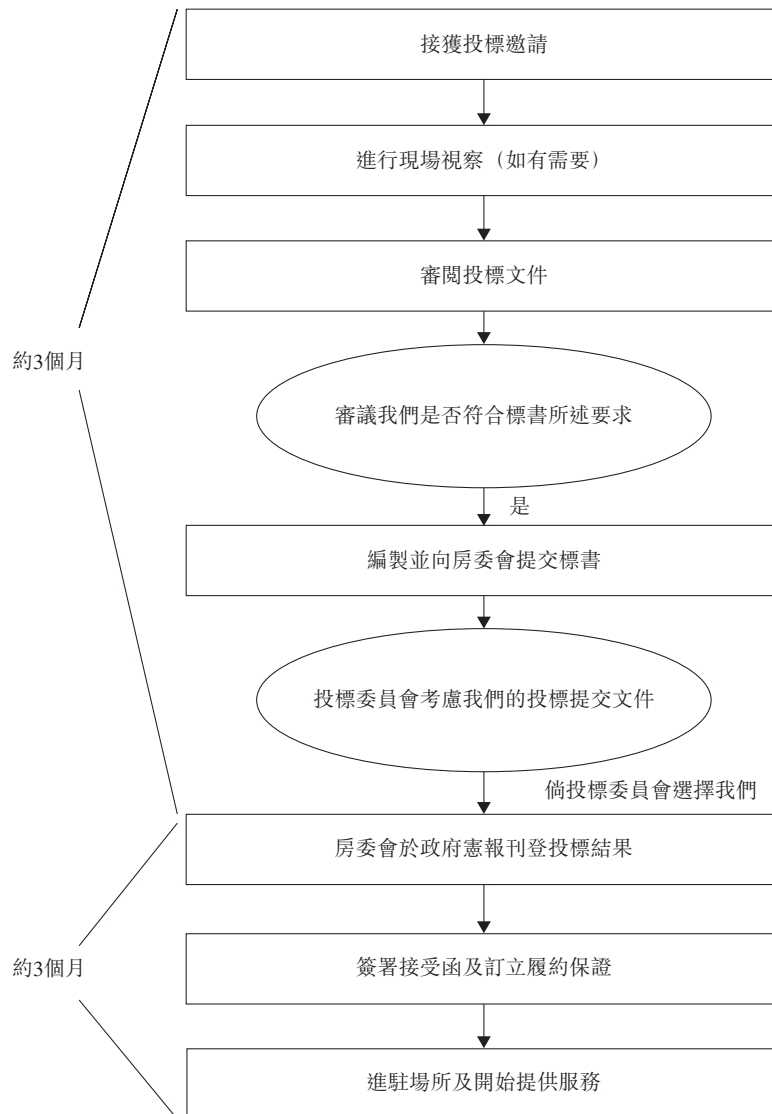 接獲投標邀請
進行現場視察（如有需要）
審閱投標文件
約3個月
審議我們是否符合標書所述要求
是
編製並向房委會提交標書
投標委員會考慮我們的投標提交文件
倘投標委員會選擇我們
房委會於政府憲報刊登投標結果
約3個月
簽署接受函及訂立履約保證
進駐場所及開始提供服務